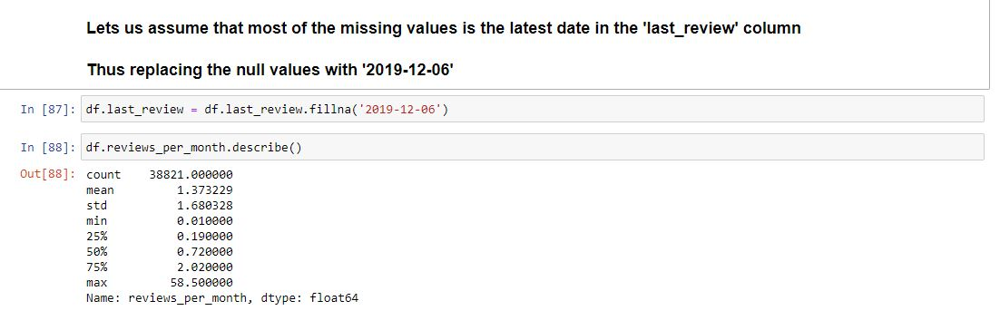 Lets us assume that most of the missing values is the latest date in the 'last_review' column
Thus replacing the null values with '2019-12-06'
In [87]: df.last_review = df.last_review.fillna('2019-12-06')
In [88]: df.reviews_per_month.describe()
Out[88]: count    38821.000000
mean         1.373229
std          1.680328
min          0.010000
25%          0.190000
50%          0.720000
75%          2.020000
max         58.500000
Name: reviews_per_month, dtype: float64